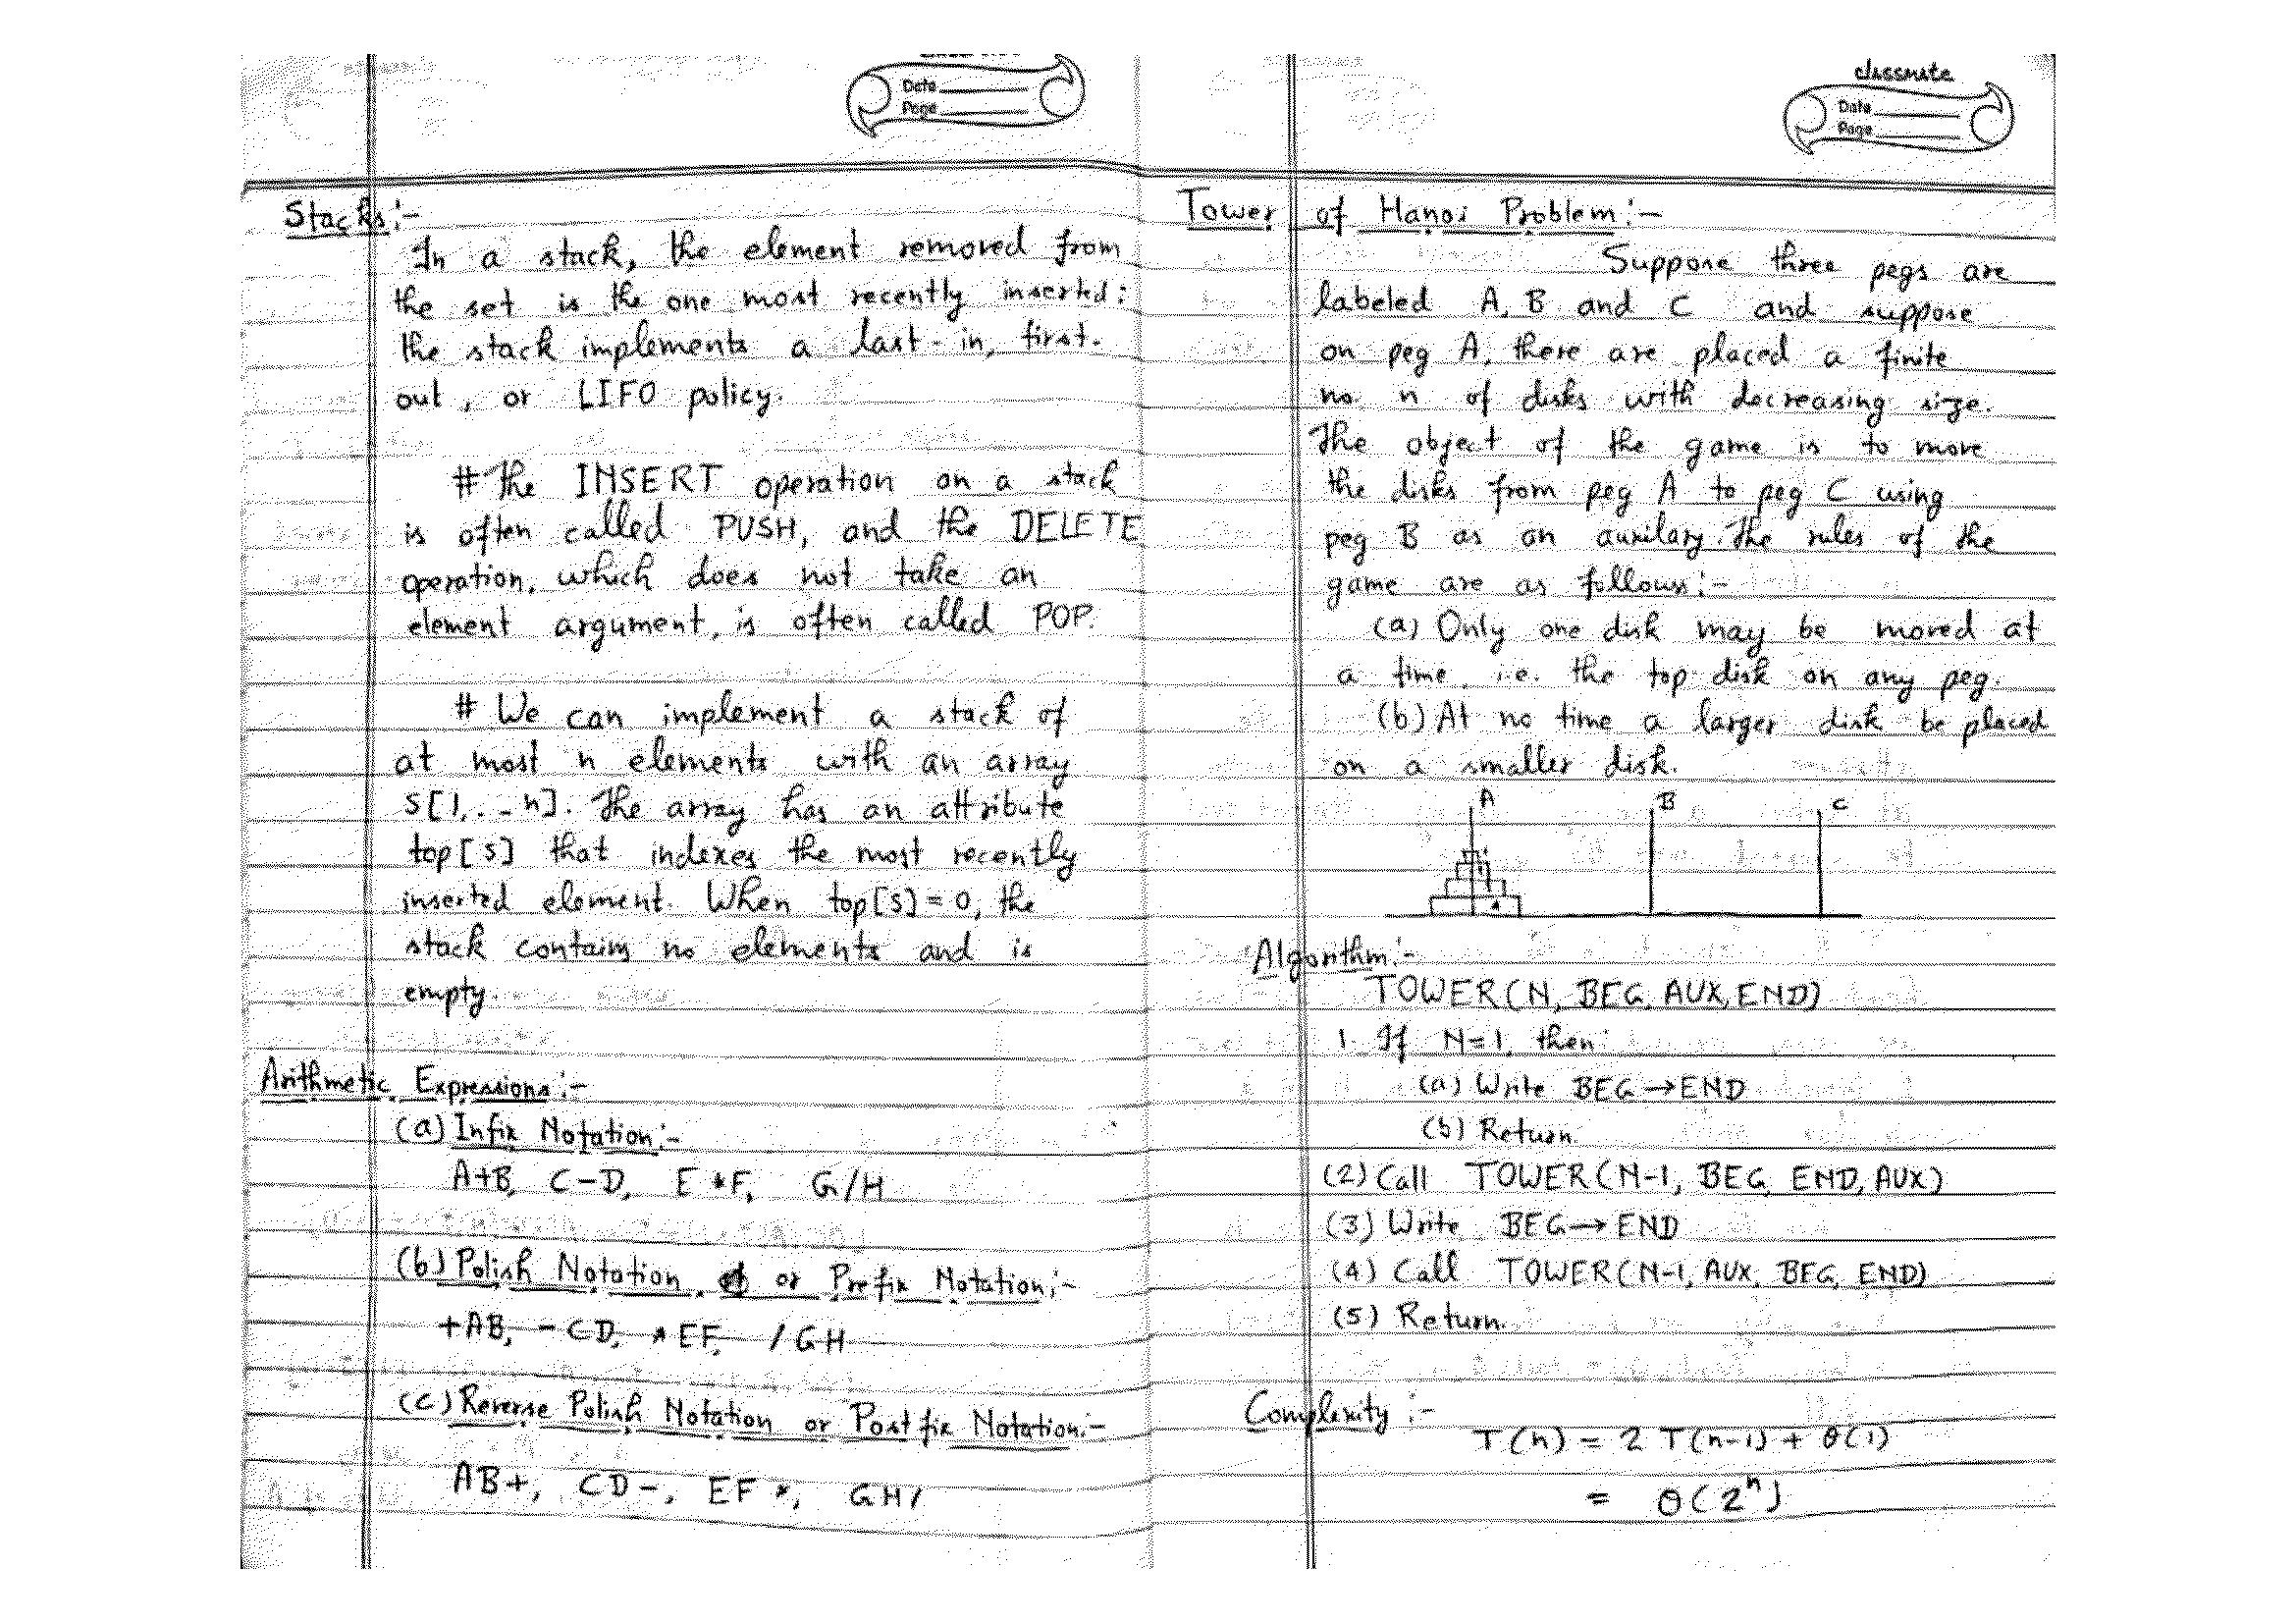 Date
Page
Stacks:-
In a stack, the element removed from
the set is the one most recently inserted:
the stack implements a last-in, first-
out, or LIFO policy.
# The INSERT operation on a stack
is often called PUSH, and the DELETE
operation, which does not take an
element argument, is often called POP.
# We can implement a stack of
at most n elements with an array
S[1,..n]. The array has an attribute
top[S] that indexes the most recently
inserted element. When top[S]=0, the
stack contains no elements and is
empty.
Arithmetic Expressions:-
(a) Infix Notation:-
A+B, C-D, E*F, G/H
(b) Polish Notation or Prefix Notation:-
+AB, -CD, *EF, /GH
(c) Reverse Polish Notation or Postfix Notation:-
AB+, CD-, EF*, GH/
classmate
Date
Page
Tower of Hanoi Problem:-
Suppose three pegs are
labeled A, B and C and suppose
on peg A, there are placed a finite
no. n of disks with decreasing size.
The object of the game is to move
the disks from peg A to peg C using
peg B as an auxilary. The rules of the
game are as follows:-
(a) Only one disk may be moved at
a time, i.e. the top disk on any peg.
(b) At no time a larger disk be placed
on a smaller disk.
A B C
Algorithm:-
TOWER(N, BEG, AUX, END)
1. If N=1, then:
(a) Write BEG→END
(b) Return.
(2) Call TOWER(N-1, BEG, END, AUX)
(3) Write BEG→END
(4) Call TOWER(N-1, AUX, BEG, END)
(5) Return.
Complexity:-
T(n) = 2 T(n-1) + θ(1)
= θ(2ⁿ)